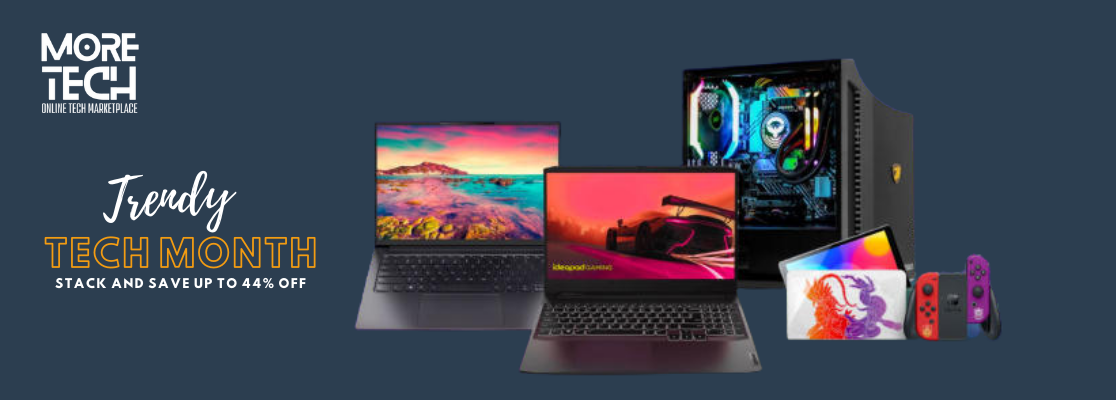 MORE
TECH
ONLINE TECH MARKETPLACE
Trendy
TECH MONTH
STACK AND SAVE UP TO 44% OFF
ideapad GAMING